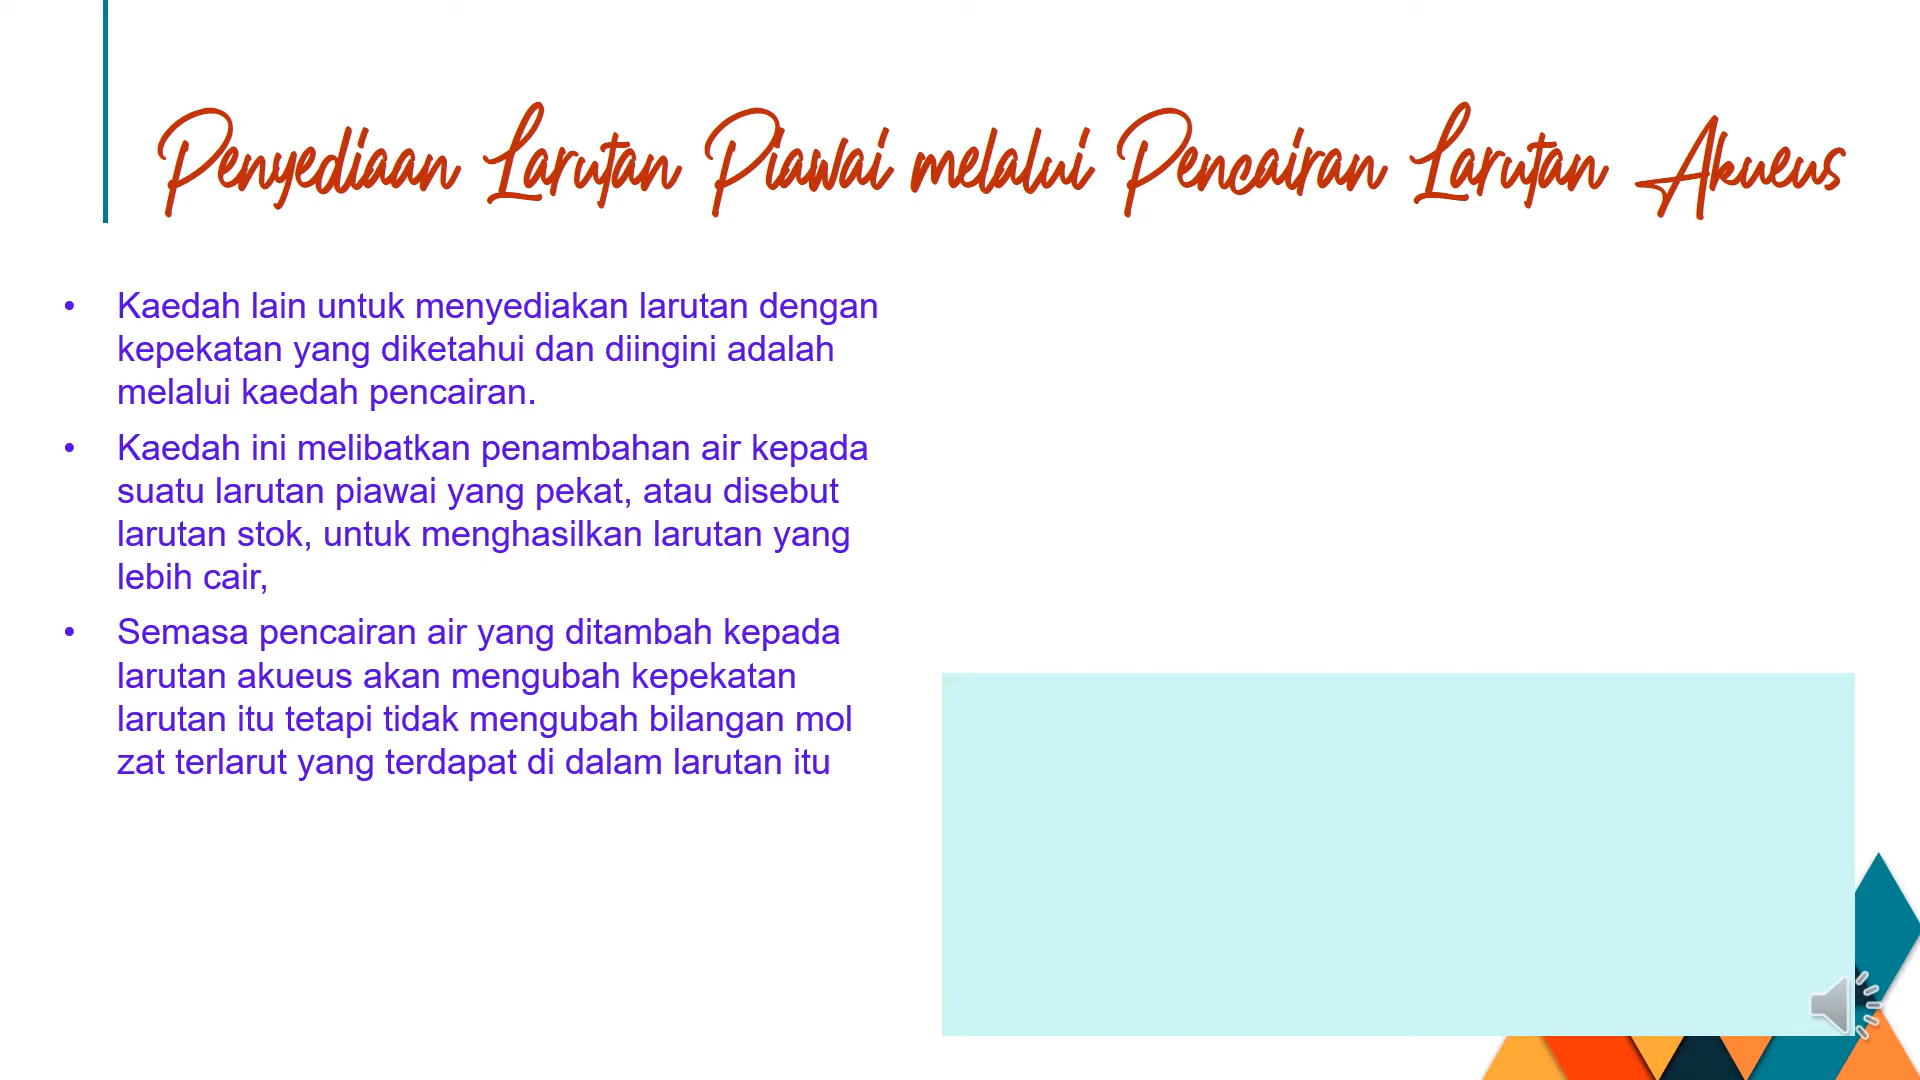 Penyediaan Larutan Piawai melalui Pencairan Larutan Akueus
• Kaedah lain untuk menyediakan larutan dengan
kepekatan yang diketahui dan diingini adalah
melalui kaedah pencairan.
• Kaedah ini melibatkan penambahan air kepada
suatu larutan piawai yang pekat, atau disebut
larutan stok, untuk menghasilkan larutan yang
lebih cair,
• Semasa pencairan air yang ditambah kepada
larutan akueus akan mengubah kepekatan
larutan itu tetapi tidak mengubah bilangan mol
zat terlarut yang terdapat di dalam larutan itu